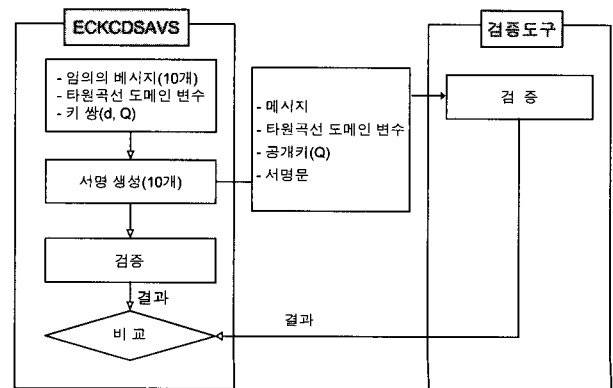 ECKCDSAVS
검증도구
- 임의의 메시지(10개)
- 타원곡선 도메인 변수
- 키 쌍(d, Q)
- 메시지
- 타원곡선 도메인 변수
- 공개키(Q)
- 서명문
검 증
서명 생성(10개)
검증
결과
비 교
결과